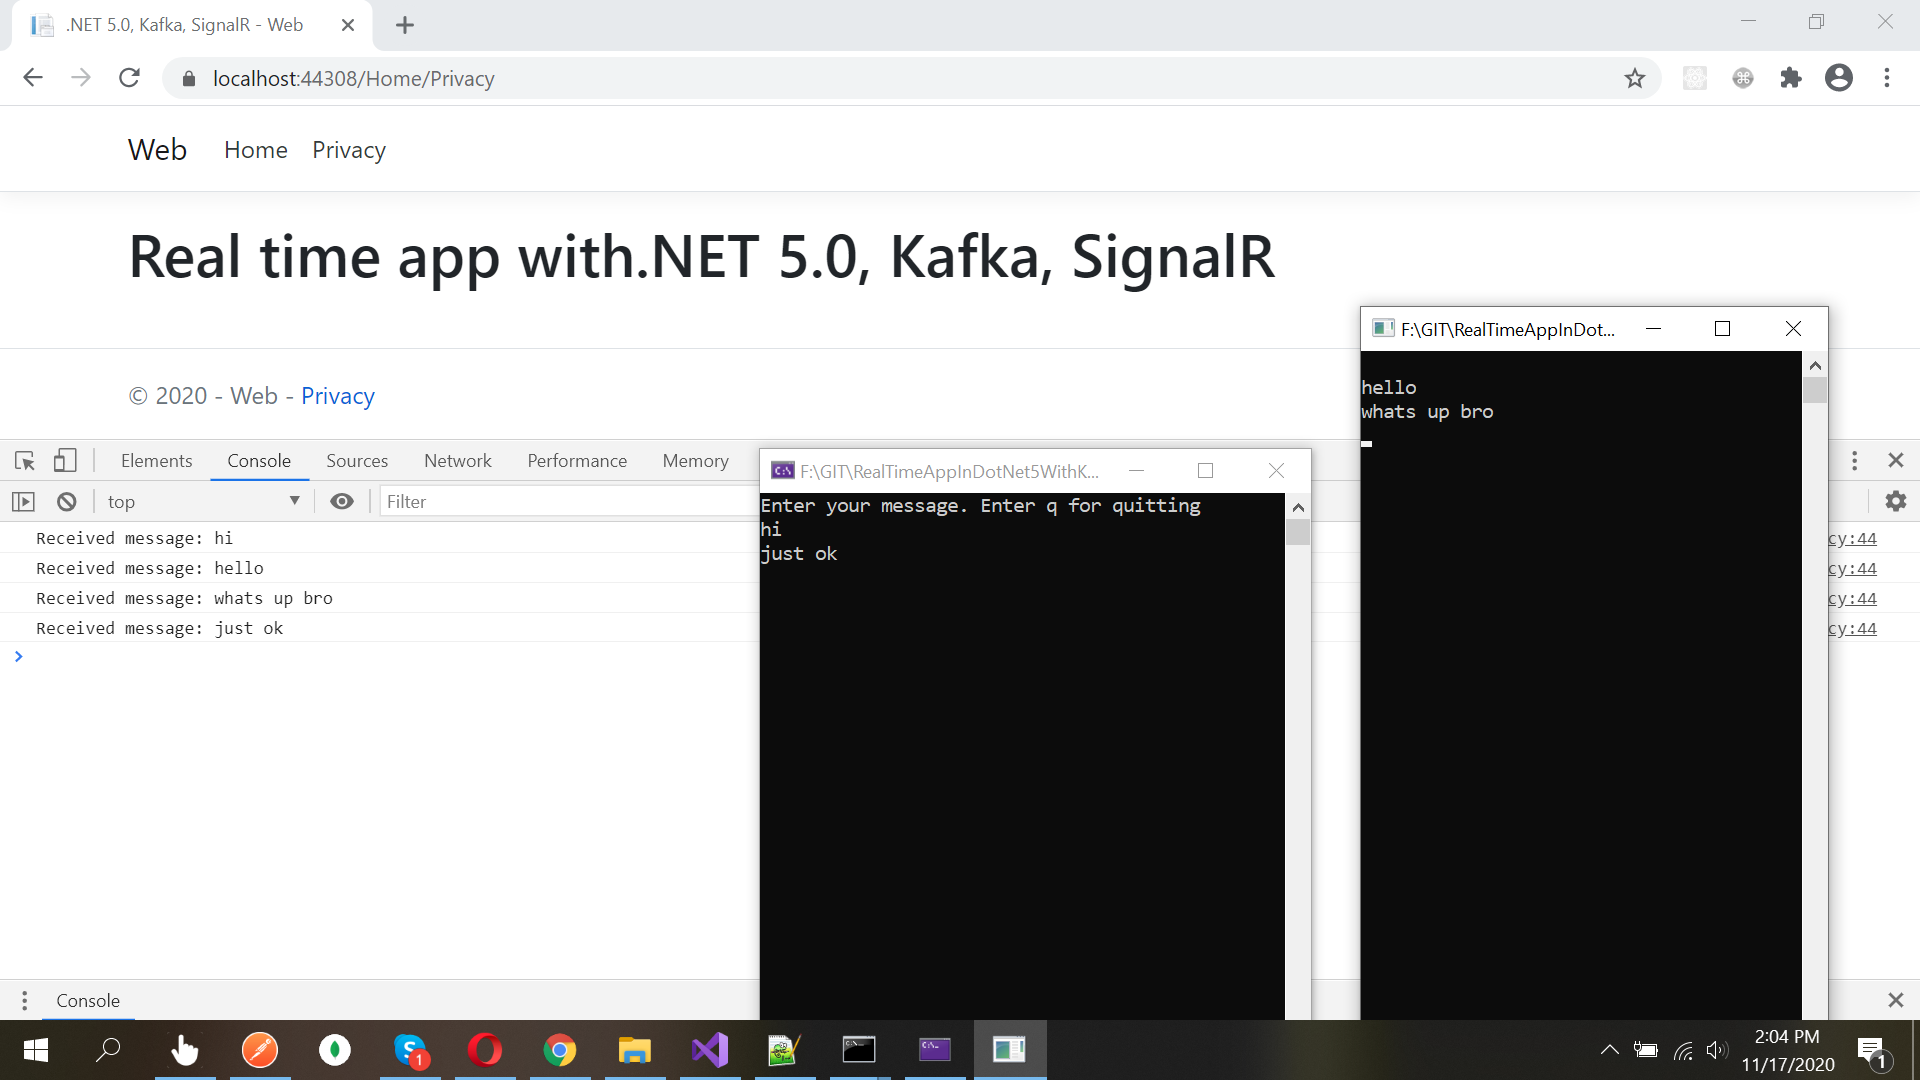 .NET 5.0, Kafka, SignalR - Web
localhost:44308/Home/Privacy
Web Home Privacy
Real time app with.NET 5.0, Kafka, SignalR
© 2020 - Web - Privacy
F:\GIT\RealTimeAppInDot...
hello
whats up bro
Elements Console Sources Network Performance Memory
top Filter
Received message: hi cy:44
Received message: hello cy:44
Received message: whats up bro cy:44
Received message: just ok cy:44
F:\GIT\RealTimeAppInDotNet5WithK...
Enter your message. Enter q for quitting
hi
just ok
Console
1
2:04 PM
11/17/2020
1